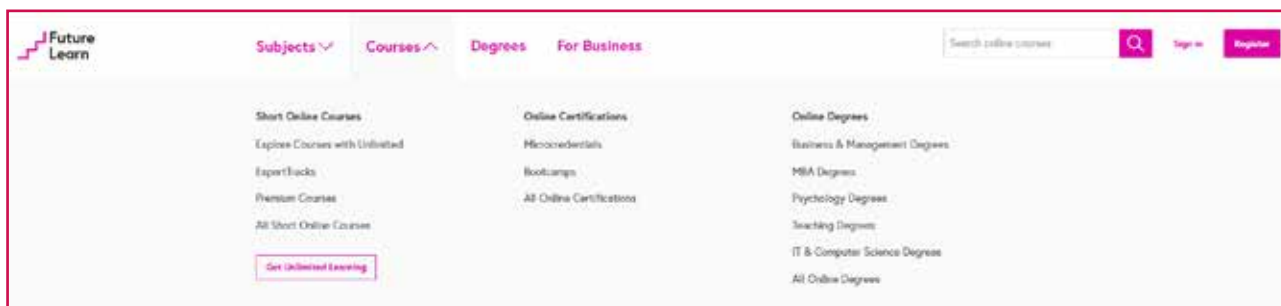 Future
Learn
Subjects
Courses
Degrees
For Business
Search online courses
Sign in
Register
Short Online Courses
Explore Courses with Unlimited
ExpertTracks
Premium Courses
All Short Online Courses
Get Unlimited Learning
Online Certifications
Microcredentials
Bootcamps
All Online Certifications
Online Degrees
Business & Management Degrees
MBA Degrees
Psychology Degrees
Teaching Degrees
IT & Computer Science Degrees
All Online Degrees